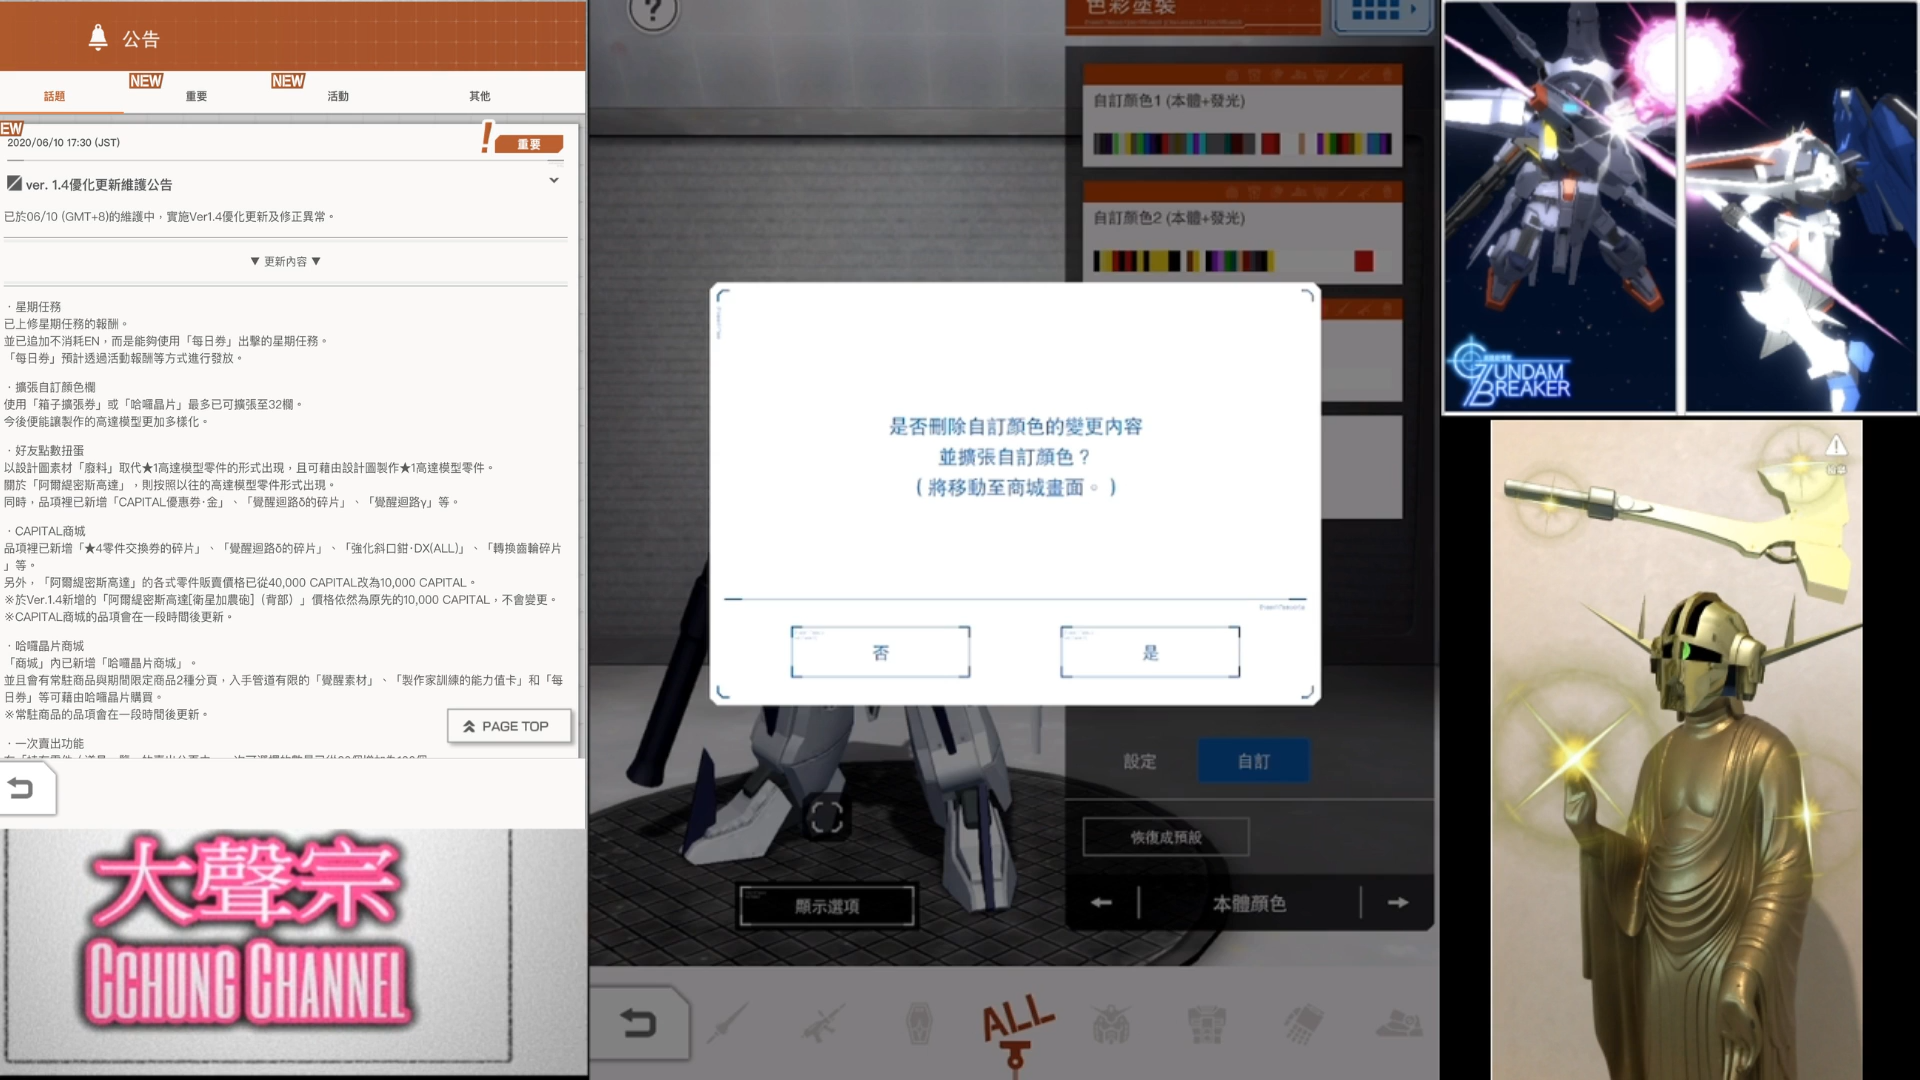 公告
話題
NEW
重要
NEW
活動
其他
EW
2020/06/10 17:30 (JST)
重要
ver. 1.4優化更新維護公告
已於06/10 (GMT+8)的維護中，實施Ver1.4優化更新及修正異常。
▼ 更新內容 ▼
· 星期任務
已上修星期任務的報酬。
並已追加不消耗EN，而是能夠使用「每日券」出擊的星期任務。
「每日券」預計透過活動報酬等方式進行發放。
· 擴張自訂顏色欄
使用「箱子擴張券」或「哈囉晶片」最多已可擴張至32欄。
今後便能讓製作的高達模型更加多樣化。
· 好友點數扭蛋
以設計圖素材「廢料」取代★1高達模型零件的形式出現，且可藉由設計圖製作★1高達模型零件。
關於「阿爾緹密斯高達」，則按照以往的高達模型零件形式出現。
同時，品項裡已新增「CAPITAL優惠券·金」、「覺醒迴路δ的碎片」、「覺醒迴路γ」等。
· CAPITAL商城
品項裡已新增「★4零件交換券的碎片」、「覺醒迴路δ的碎片」、「強化斜口鉗·DX(ALL)」、「轉換齒輪碎片
」等。
另外，「阿爾緹密斯高達」的各式零件販賣價格已從40,000 CAPITAL改為10,000 CAPITAL。
※於Ver.1.4新增的「阿爾緹密斯高達[衛星加農砲]（背部）」價格依然為原先的10,000 CAPITAL，不會變更。
※CAPITAL商城的品項會在一段時間後更新。
· 哈囉晶片商城
「商城」內已新增「哈囉晶片商城」。
並且會有常駐商品與期間限定商品2種分頁，入手管道有限的「覺醒素材」、「製作家訓練的能力值卡」和「每
日券」等可藉由哈囉晶片購買。
※常駐商品的品項會在一段時間後更新。
PAGE TOP
· 一次賣出功能
大聲宗
CCHUNG CHANNEL
?
色彩塗裝
自訂顏色1 (本體+發光)
自訂顏色2 (本體+發光)
是否刪除自訂顏色的變更內容
並擴張自訂顏色？
( 將移動至商城畫面。 )
否
是
設定
自訂
恢復成預設
本體顏色
顯示選項
ALL
GUNDAM
BREAKER